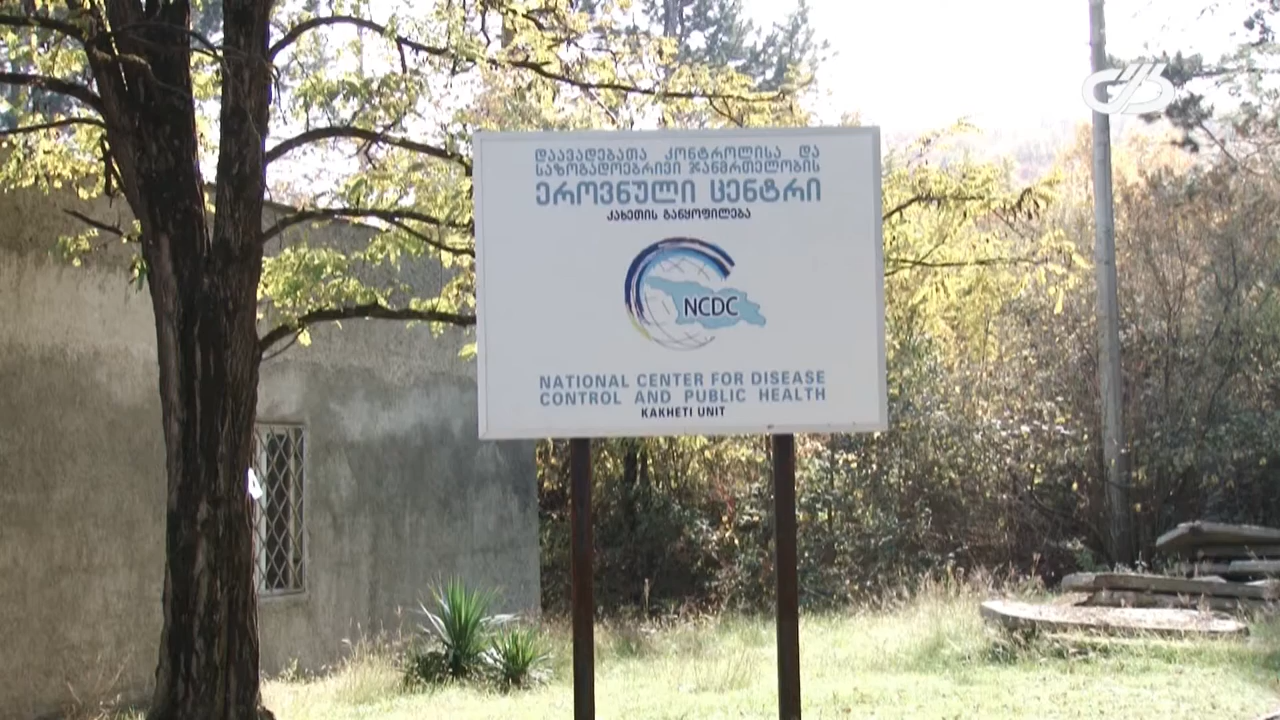 დაავადებათა კონტროლისა და
საზოგადოებრივი ჯანმრთელობის
ეროვნული ცენტრი
კახეთის განყოფილება
NCDC
NATIONAL CENTER FOR DISEASE
CONTROL AND PUBLIC HEALTH
KAKHETI UNIT